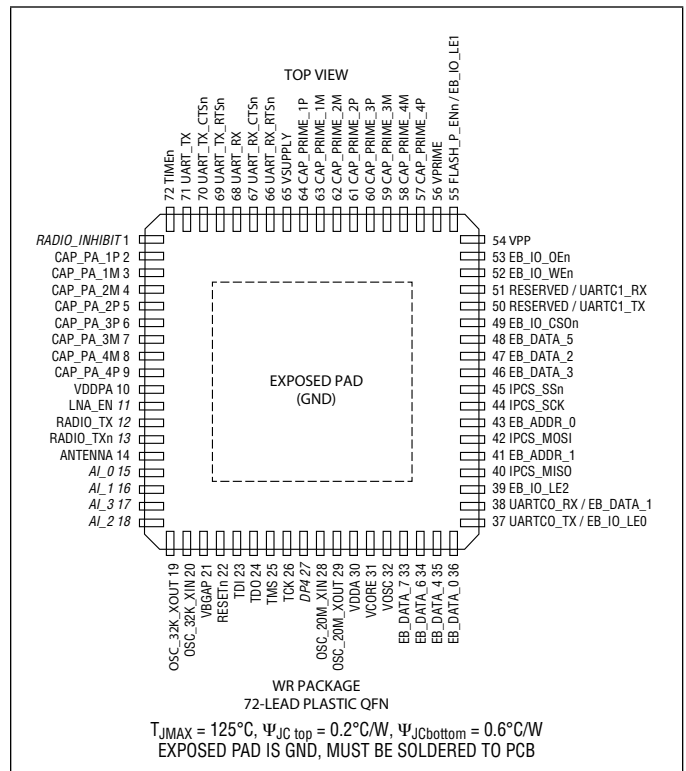 TOP VIEW
72 TIMEn
71 UART_TX
70 UART_TX_CTSn
69 UART_TX_RTSn
68 UART_RX
67 UART_RX_CTSn
66 UART_RX_RTSn
65 VSUPPLY
64 CAP_PRIME_1P
63 CAP_PRIME_1M
62 CAP_PRIME_2M
61 CAP_PRIME_2P
60 CAP_PRIME_3P
59 CAP_PRIME_3M
58 CAP_PRIME_4M
57 CAP_PRIME_4P
56 VPRIME
55 FLASH_P_ENn / EB_IO_LE1
RADIO_INHIBIT 1
CAP_PA_1P 2
CAP_PA_1M 3
CAP_PA_2M 4
CAP_PA_2P 5
CAP_PA_3P 6
CAP_PA_3M 7
CAP_PA_4M 8
CAP_PA_4P 9
VDDPA 10
LNA_EN 11
RADIO_TX 12
RADIO_TXn 13
ANTENNA 14
AI_0 15
AI_1 16
AI_3 17
AI_2 18
EXPOSED PAD
(GND)
54 VPP
53 EB_IO_OEn
52 EB_IO_WEn
51 RESERVED / UARTC1_RX
50 RESERVED / UARTC1_TX
49 EB_IO_CSOn
48 EB_DATA_5
47 EB_DATA_2
46 EB_DATA_3
45 IPCS_SSn
44 IPCS_SCK
43 EB_ADDR_0
42 IPCS_MOSI
41 EB_ADDR_1
40 IPCS_MISO
39 EB_IO_LE2
38 UARTCO_RX / EB_DATA_1
37 UARTCO_TX / EB_IO_LE0
OSC_32K_XOUT 19
OSC_32K_XIN 20
VBGAP 21
RESETn 22
TDI 23
TDO 24
TMS 25
TCK 26
DP4 27
OSC_20M_XIN 28
OSC_20M_XOUT 29
VDDA 30
VCORE 31
VOSC 32
EB_DATA_7 33
EB_DATA_6 34
EB_DATA_4 35
EB_DATA_0 36
WR PACKAGE
72-LEAD PLASTIC QFN
TJMAX = 125°C, ΨJC top = 0.2°C/W, ΨJCbottom = 0.6°C/W
EXPOSED PAD IS GND, MUST BE SOLDERED TO PCB